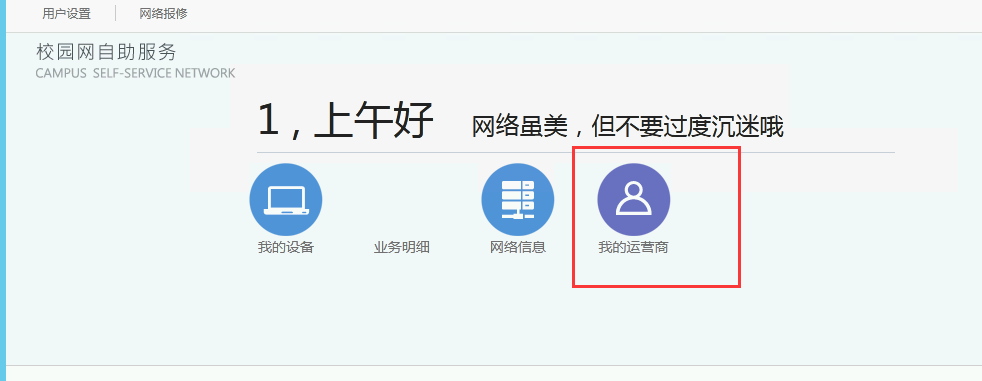 用户设置 网络报修
校园网自助服务
CAMPUS SELF-SERVICE NETWORK
1，上午好 网络虽美，但不要过度沉迷哦
我的设备 业务明细 网络信息 我的运营商